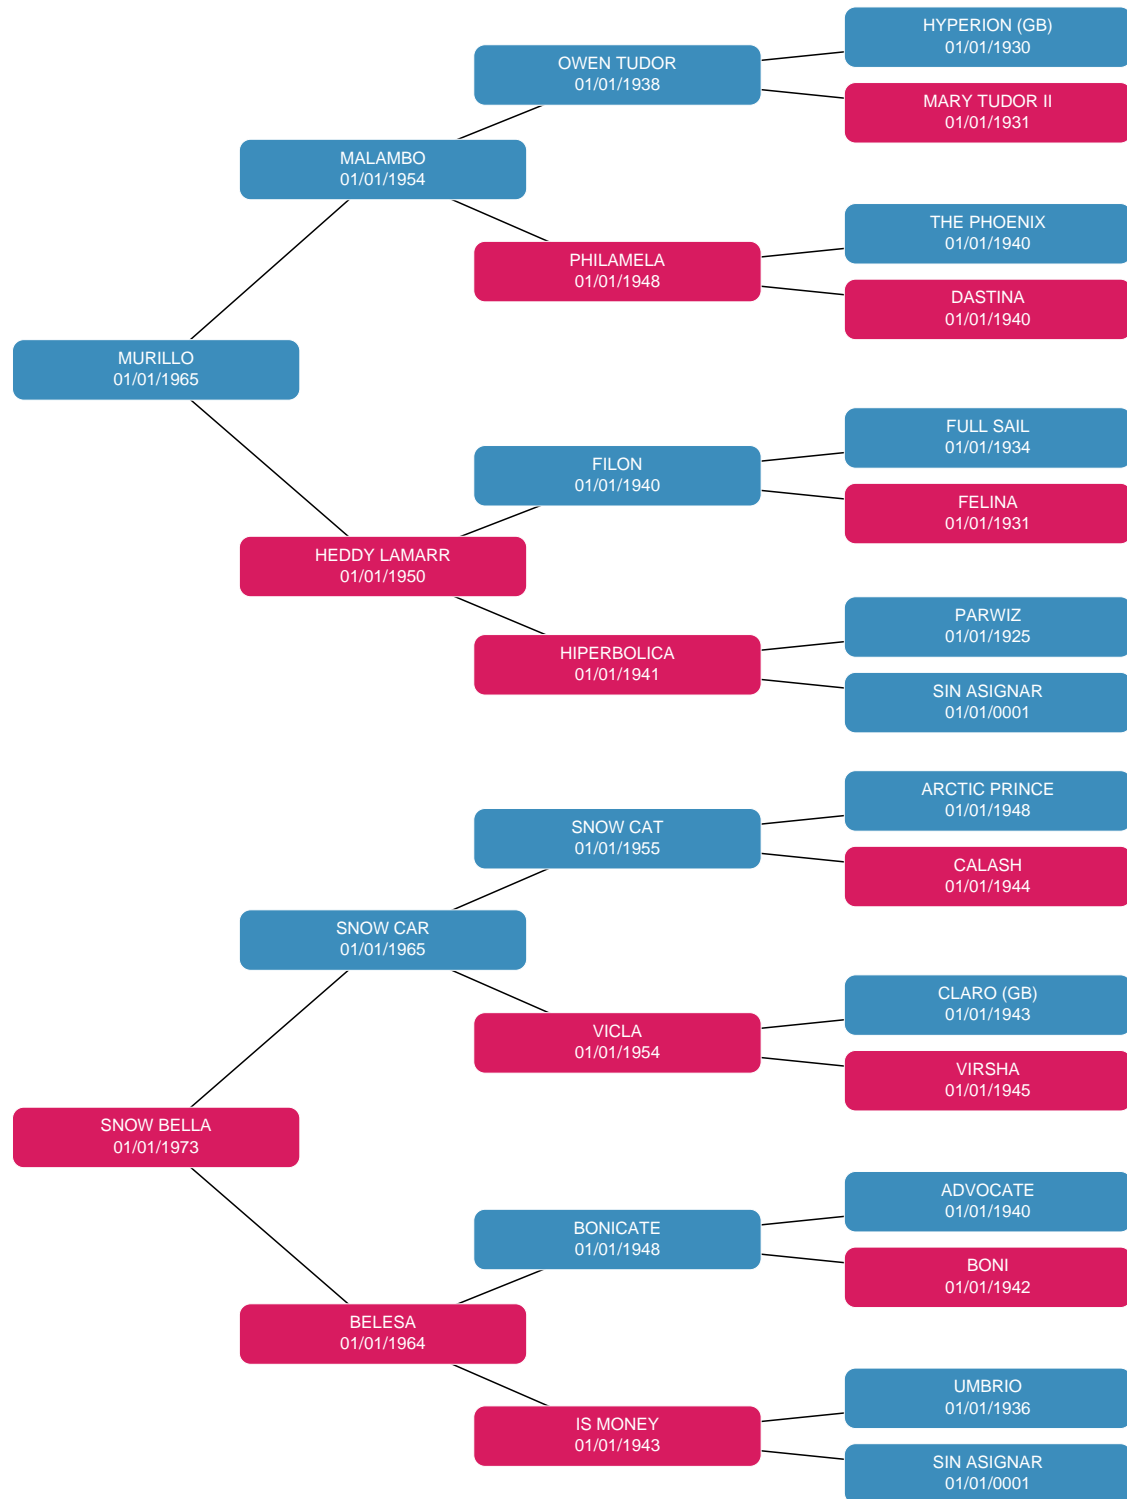 HYPERION (GB)
01/01/1930
OWEN TUDOR
01/01/1938
MARY TUDOR II
01/01/1931
MALAMBO
01/01/1954
THE PHOENIX
01/01/1940
PHILAMELA
01/01/1948
DASTINA
01/01/1940
MURILLO
01/01/1965
FULL SAIL
01/01/1934
FILON
01/01/1940
FELINA
01/01/1931
HEDDY LAMARR
01/01/1950
PARWIZ
01/01/1925
HIPERBOLICA
01/01/1941
SIN ASIGNAR
01/01/0001
ARCTIC PRINCE
01/01/1948
SNOW CAT
01/01/1955
CALASH
01/01/1944
SNOW CAR
01/01/1965
CLARO (GB)
01/01/1943
VICLA
01/01/1954
VIRSHA
01/01/1945
SNOW BELLA
01/01/1973
ADVOCATE
01/01/1940
BONICATE
01/01/1948
BONI
01/01/1942
BELESA
01/01/1964
UMBRIO
01/01/1936
IS MONEY
01/01/1943
SIN ASIGNAR
01/01/0001